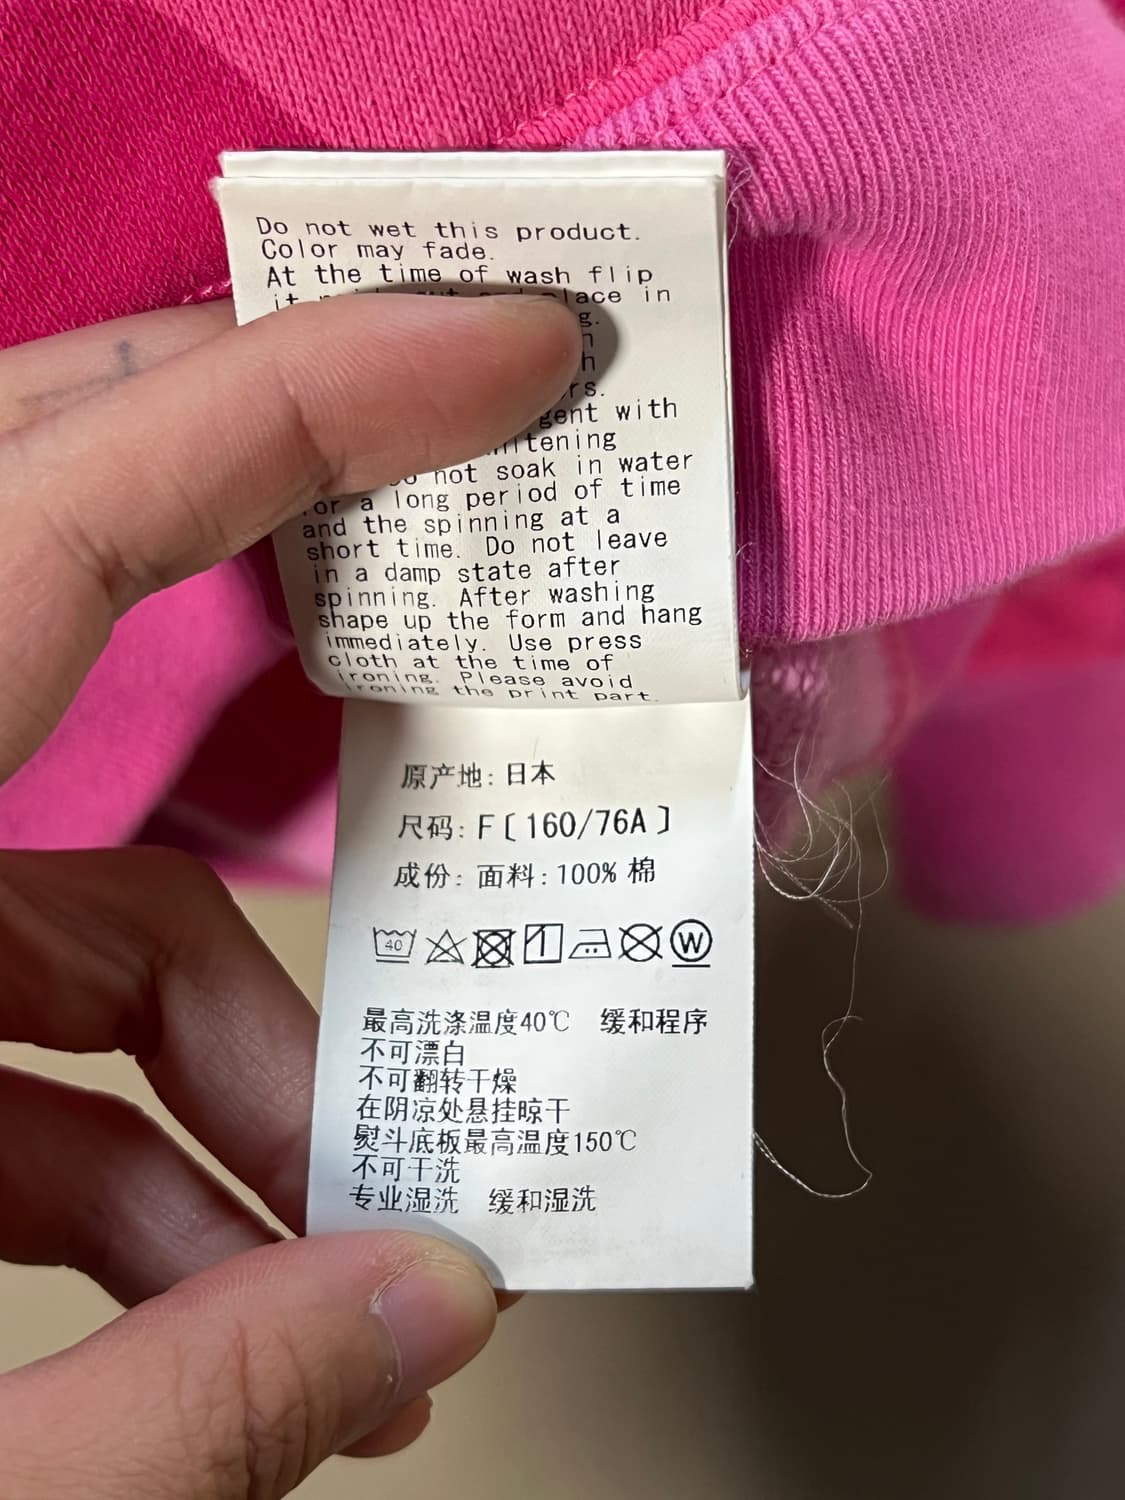 Do not wet this product.
Color may fade.
At the time of wash flip
it place in
with
not soak in water
for a long period of time
and the spinning at a
short time. Do not leave
in a damp state after
spinning. After washing
shape up the form and hang
immediately. Use press
cloth at the time of
ironing. Please avoid
ironing the print part.
原产地: 日本
尺码: F〔160/76A〕
成份: 面料: 100% 棉
40 W
最高洗涤温度40℃ 缓和程序
不可漂白
不可翻转干燥
在阴凉处悬挂晾干
熨斗底板最高温度150℃
不可干洗
专业湿洗 缓和湿洗